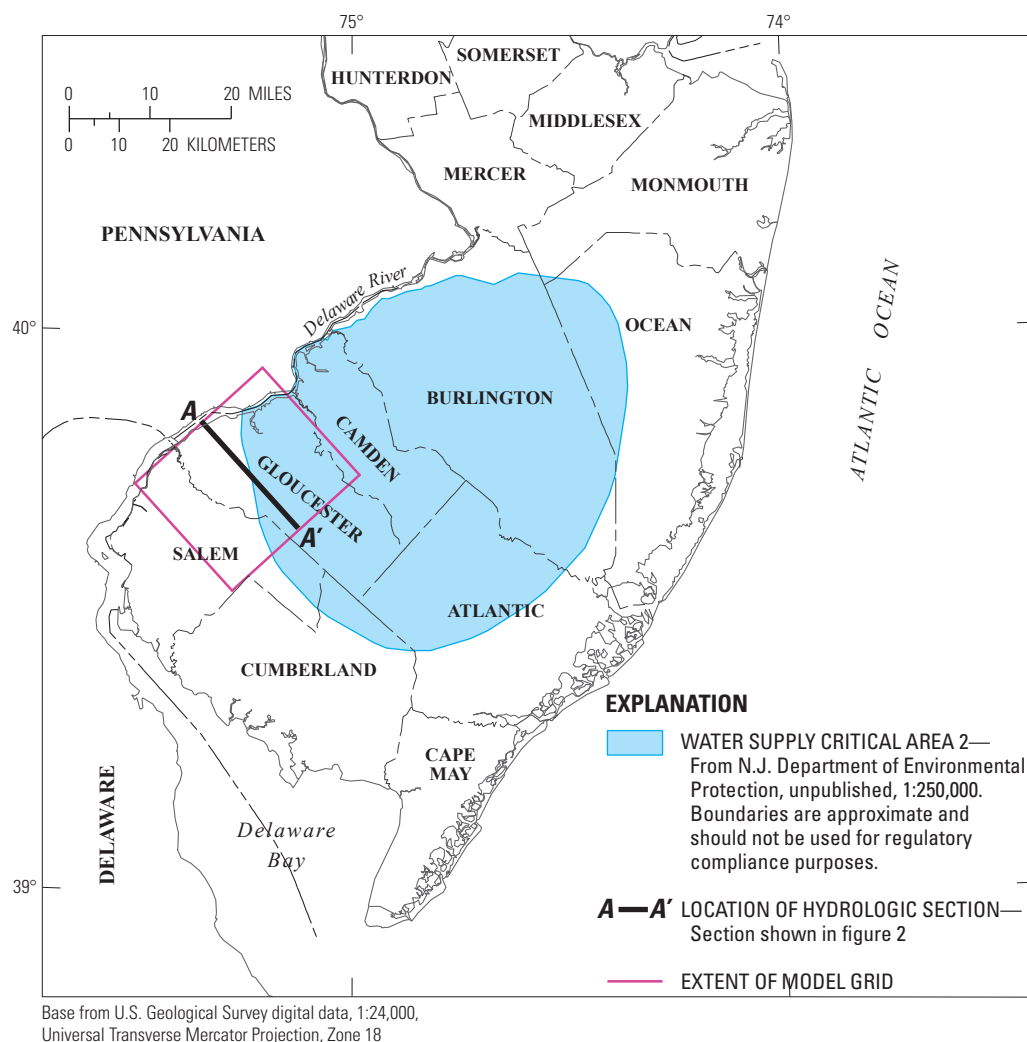 75°
74°
SOMERSET
HUNTERDON
0 10 20 MILES
0 10 20 KILOMETERS
MIDDLESEX
MERCER
MONMOUTH
PENNSYLVANIA
Delaware River
40°
OCEAN
ATLANTIC OCEAN
BURLINGTON
A
CAMDEN
GLOUCESTER
A'
SALEM
ATLANTIC
CUMBERLAND
CAPE
MAY
DELAWARE
Delaware
Bay
39°
EXPLANATION
WATER SUPPLY CRITICAL AREA 2—
From N.J. Department of Environmental
Protection, unpublished, 1:250,000.
Boundaries are approximate and
should not be used for regulatory
compliance purposes.
A A' LOCATION OF HYDROLOGIC SECTION—
Section shown in figure 2
EXTENT OF MODEL GRID
Base from U.S. Geological Survey digital data, 1:24,000,
Universal Transverse Mercator Projection, Zone 18